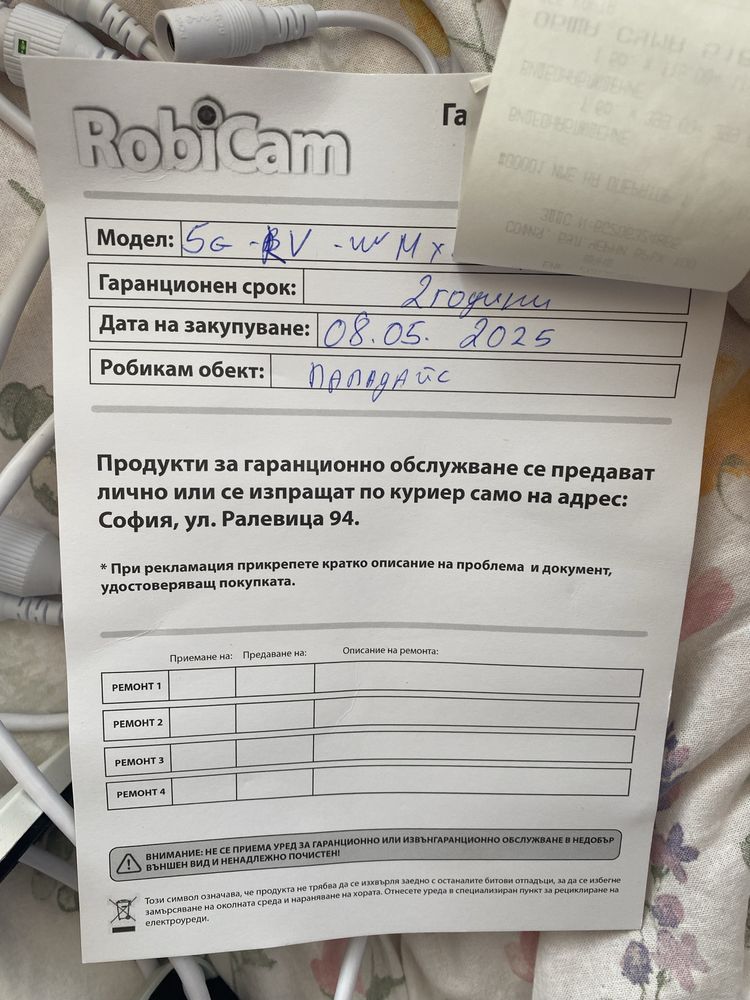 RobiCam
Га
Модел: 5G - RV - W M X
Гаранционен срок: 2 години
Дата на закупуване: 08.05. 2025
Робикам обект: ПАПАДАЙС
Продукти за гаранционно обслужване се предават
лично или се изпращат по куриер само на адрес:
София, ул. Ралевица 94.
* При рекламация прикрепете кратко описание на проблема и документ,
удостоверяващ покупката.
Приемане на: Предаване на: Описание на ремонта:
РЕМОНТ 1
РЕМОНТ 2
РЕМОНТ 3
РЕМОНТ 4
ВНИМАНИЕ: НЕ СЕ ПРИЕМА УРЕД ЗА ГАРАНЦИОННО ИЛИ ИЗВЪНГАРАНЦИОННО ОБСЛУЖВАНЕ В НЕДОБЪР
ВЪНШЕН ВИД И НЕНАДЛЕЖНО ПОЧИСТЕН!
Този символ означава, че продукта не трябва да се изхвърля заедно с останалите битови отпадъци, за да се избегне
замърсяване на околната среда и нараняване на хората. Отнесете уреда в специализиран пункт за рециклиране на
електроуреди.